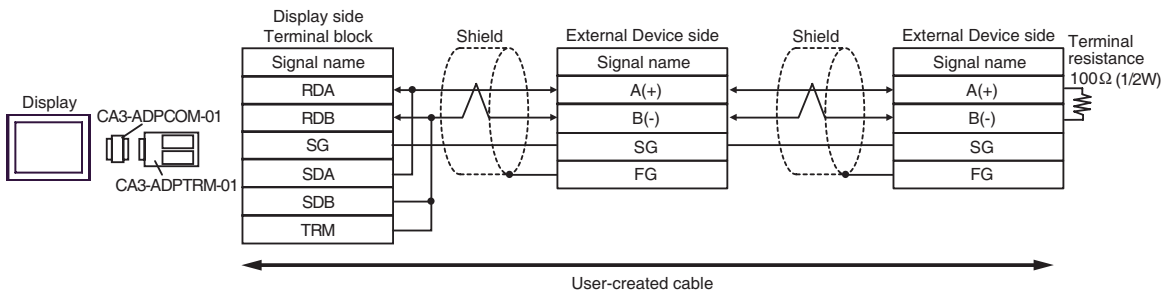 Display
CA3-ADPCOM-01
CA3-ADPTRM-01
Display side
Terminal block
Signal name
RDA
RDB
SG
SDA
SDB
TRM
Shield
External Device side
Signal name
A(+)
B(-)
SG
FG
Shield
External Device side
Signal name
A(+)
B(-)
SG
FG
Terminal
resistance
100Ω (1/2W)
User-created cable